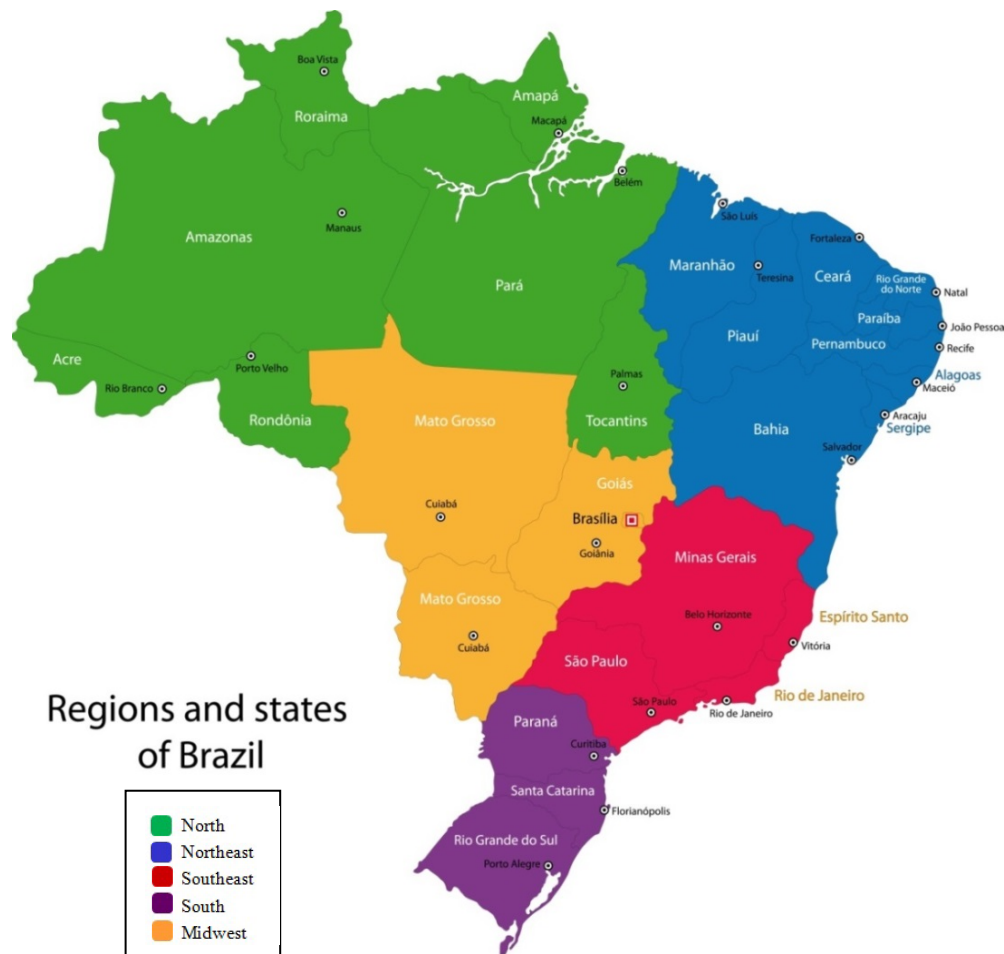 Boa Vista
Roraima
Amapá
Macapá
Belém
Manaus
Amazonas
São Luís
Fortaleza
Maranhão
Teresina
Ceará
Rio Grande
do Norte
Natal
Pará
Paraíba
João Pessoa
Piauí
Pernambuco
Recife
Acre
Porto Velho
Rio Branco
Palmas
Alagoas
Maceió
Rondônia
Mato Grosso
Tocantins
Bahia
Aracaju
Sergipe
Salvador
Goiás
Cuiabá
Brasília
Goiânia
Minas Gerais
Mato Grosso
Belo Horizonte
Espírito Santo
Cuiabá
Vitória
São Paulo
Rio de Janeiro
São Paulo
Rio de Janeiro
Paraná
Curitiba
Santa Catarina
Florianópolis
Rio Grande do Sul
Porto Alegre
Regions and states
of Brazil
North
Northeast
Southeast
South
Midwest